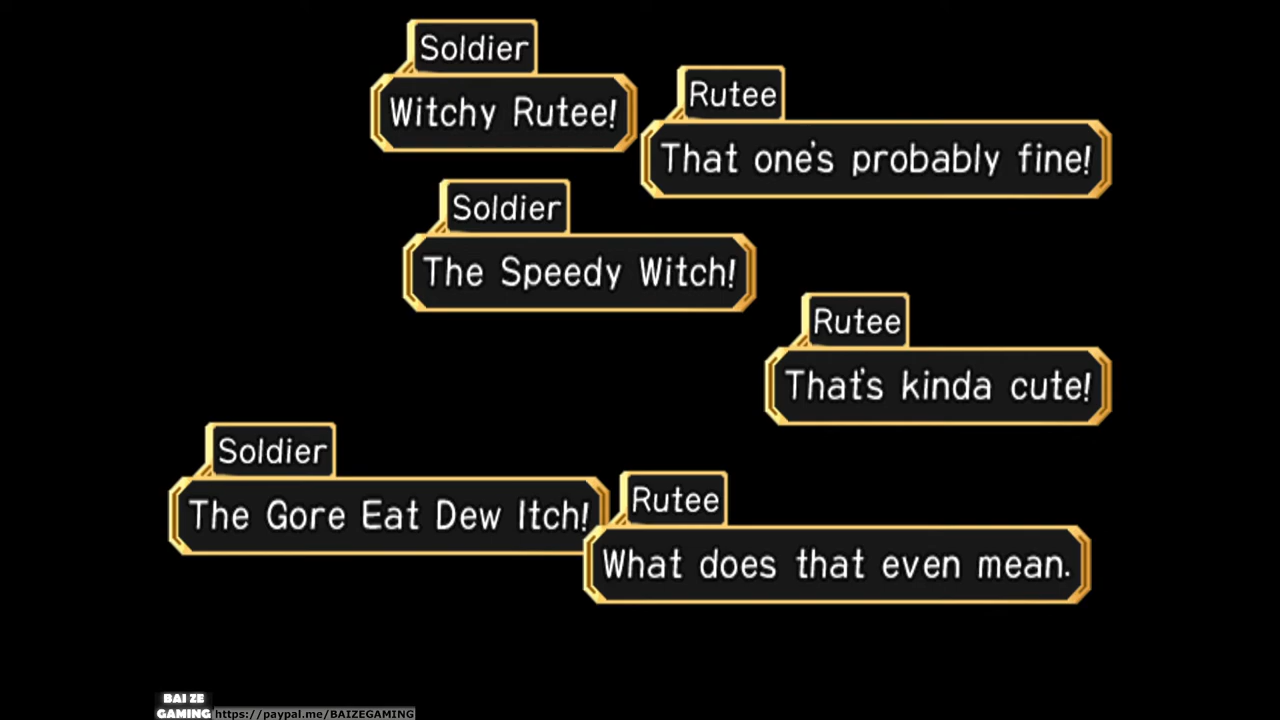 Soldier
Witchy Rutee!
Rutee
That one's probably fine!
Soldier
The Speedy Witch!
Rutee
That's kinda cute!
Soldier
The Gore Eat Dew Itch!
Rutee
What does that even mean.
BAI ZE
GAMING https://paypal.me/BAIZEGAMING